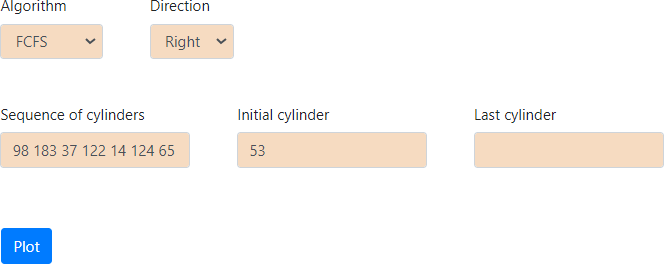 Algorithm Direction
FCFS Right
Sequence of cylinders Initial cylinder Last cylinder
98 183 37 122 14 124 65 53
Plot